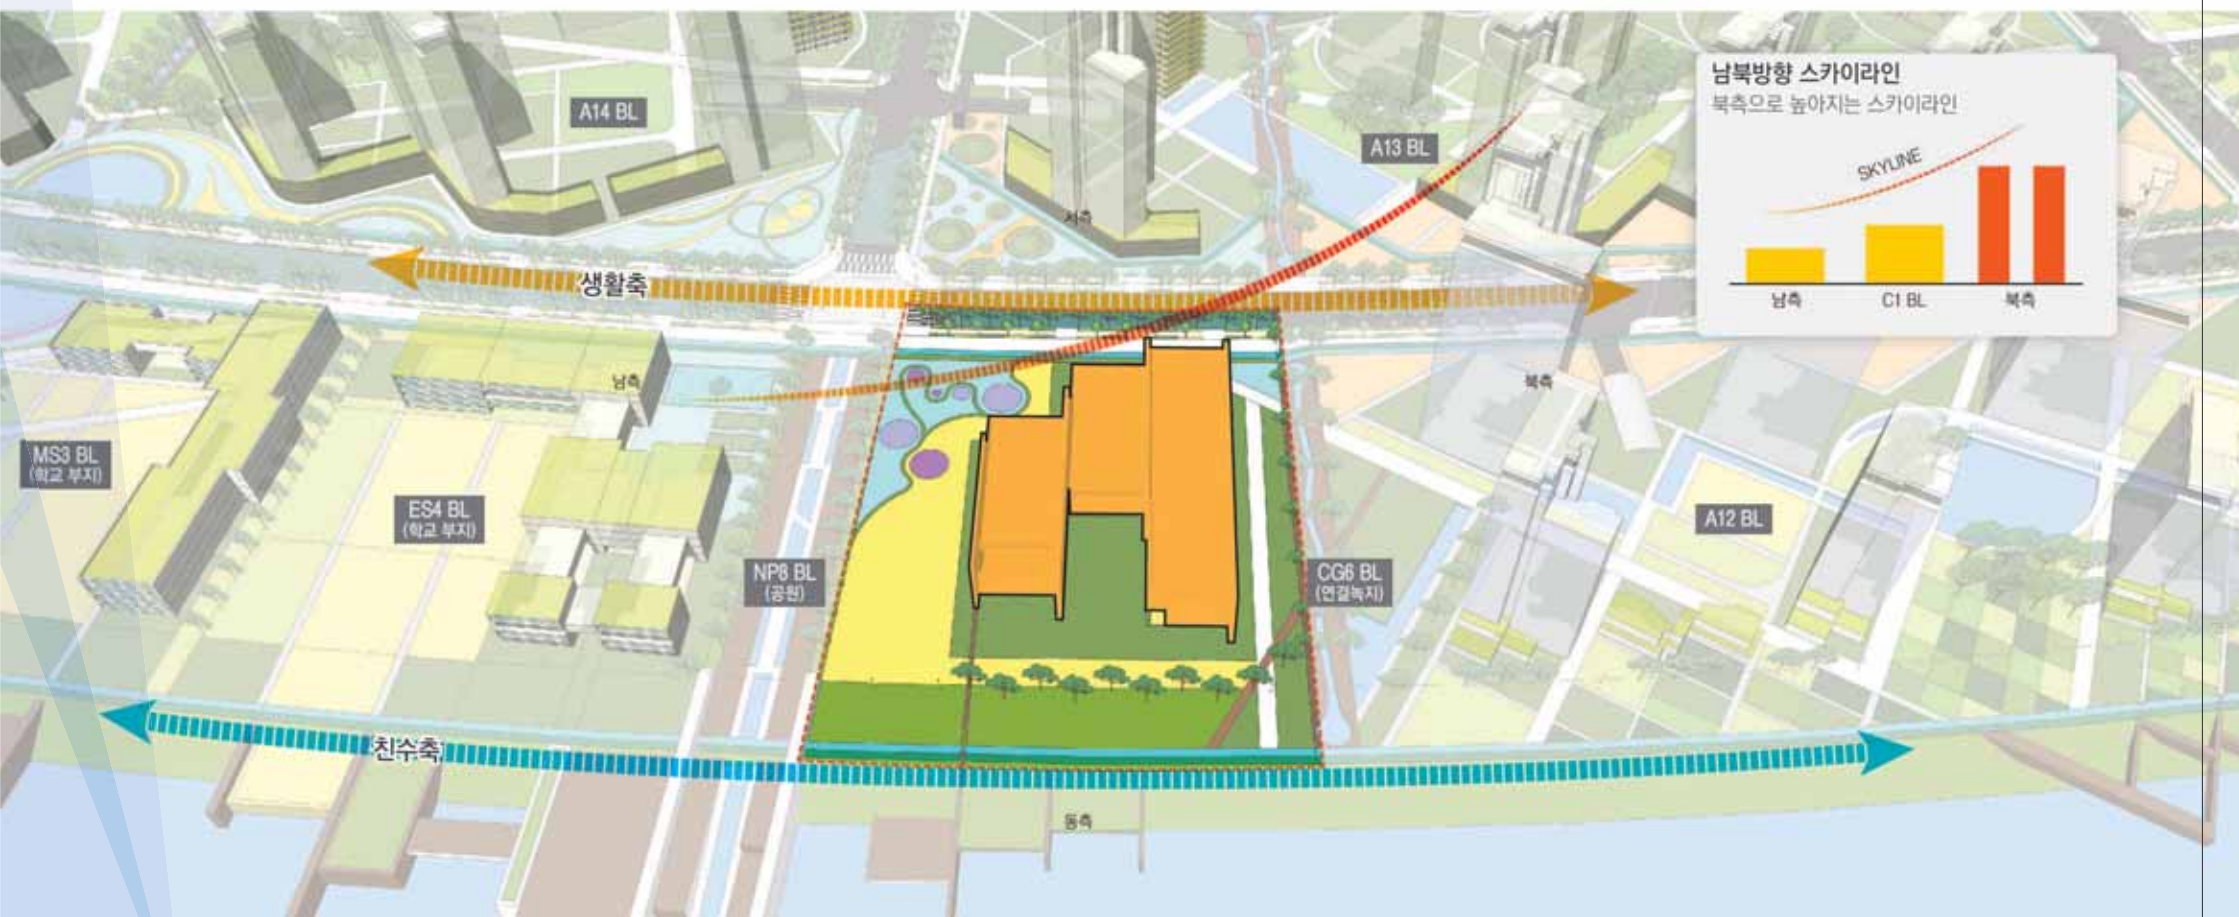 남북방향 스카이라인
북측으로 높아지는 스카이라인
SKYLINE
남측
C1 BL
북측
A14 BL
A13 BL
서측
생활축
남측
북측
MS3 BL
(학교 부지)
ES4 BL
(학교 부지)
A12 BL
NP8 BL
(공원)
CG6 BL
(연결녹지)
친수축
동측